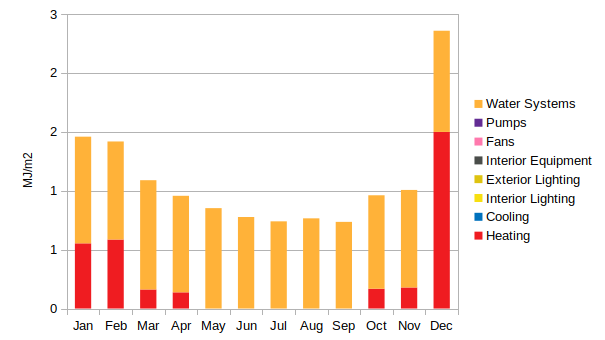 3
2
2
1
1
0
MJ/m2
Jan Feb Mar Apr May Jun Jul Aug Sep Oct Nov Dec
Water Systems
Pumps
Fans
Interior Equipment
Exterior Lighting
Interior Lighting
Cooling
Heating